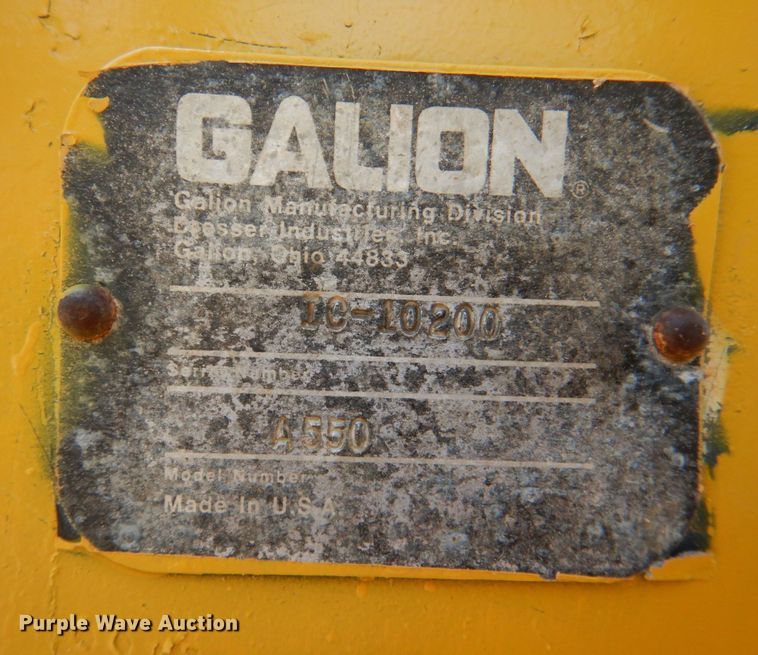 GALION®
Galion Manufacturing Division
Dresser Industries, Inc.
Galion, Ohio 44833
IC-10200
Serial Number
A550
Model Number
Made In U.S.A.
Purple Wave Auction